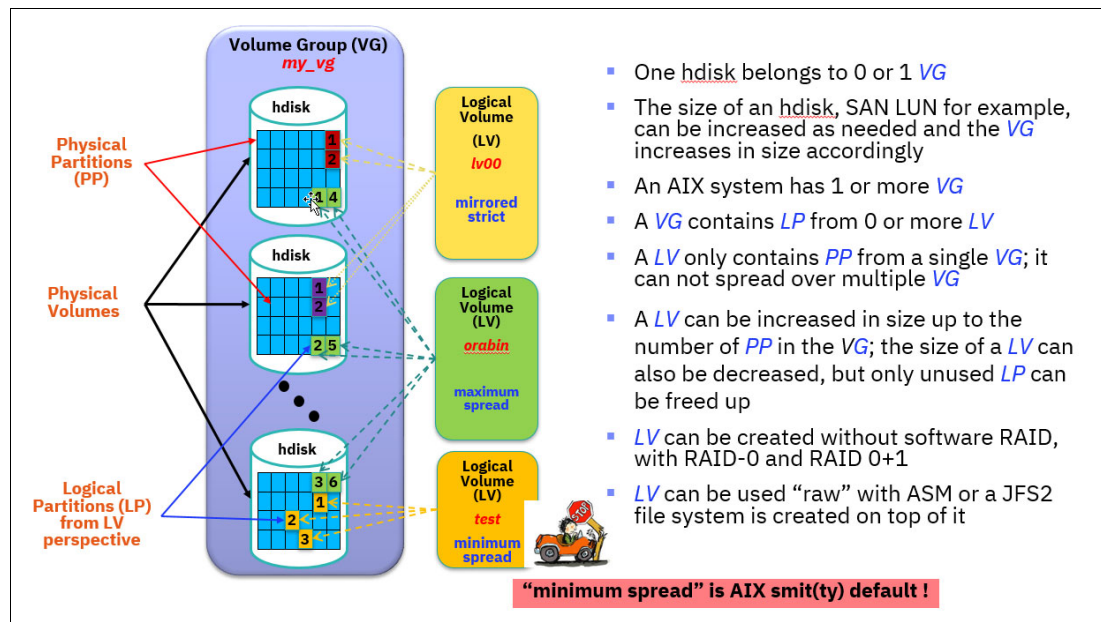 Volume Group (VG)
my_vg
hdisk
1
2
1 4
hdisk
1
2
2 5
hdisk
3 6
1
2
3
Physical
Partitions
(PP)
Physical
Volumes
Logical
Partitions (LP)
from LV
perspective
Logical
Volume
(LV)
lv00
mirrored
strict
Logical
Volume
(LV)
orabin
maximum
spread
Logical
Volume
(LV)
test
minimum
spread
STOP
▪ One hdisk belongs to 0 or 1 VG
▪ The size of an hdisk, SAN LUN for example,
can be increased as needed and the VG
increases in size accordingly
▪ An AIX system has 1 or more VG
▪ A VG contains LP from 0 or more LV
▪ A LV only contains PP from a single VG; it
can not spread over multiple VG
▪ A LV can be increased in size up to the
number of PP in the VG; the size of a LV can
also be decreased, but only unused LP can
be freed up
▪ LV can be created without software RAID,
with RAID-0 and RAID 0+1
▪ LV can be used “raw” with ASM or a JFS2
file system is created on top of it
“minimum spread” is AIX smit(ty) default !